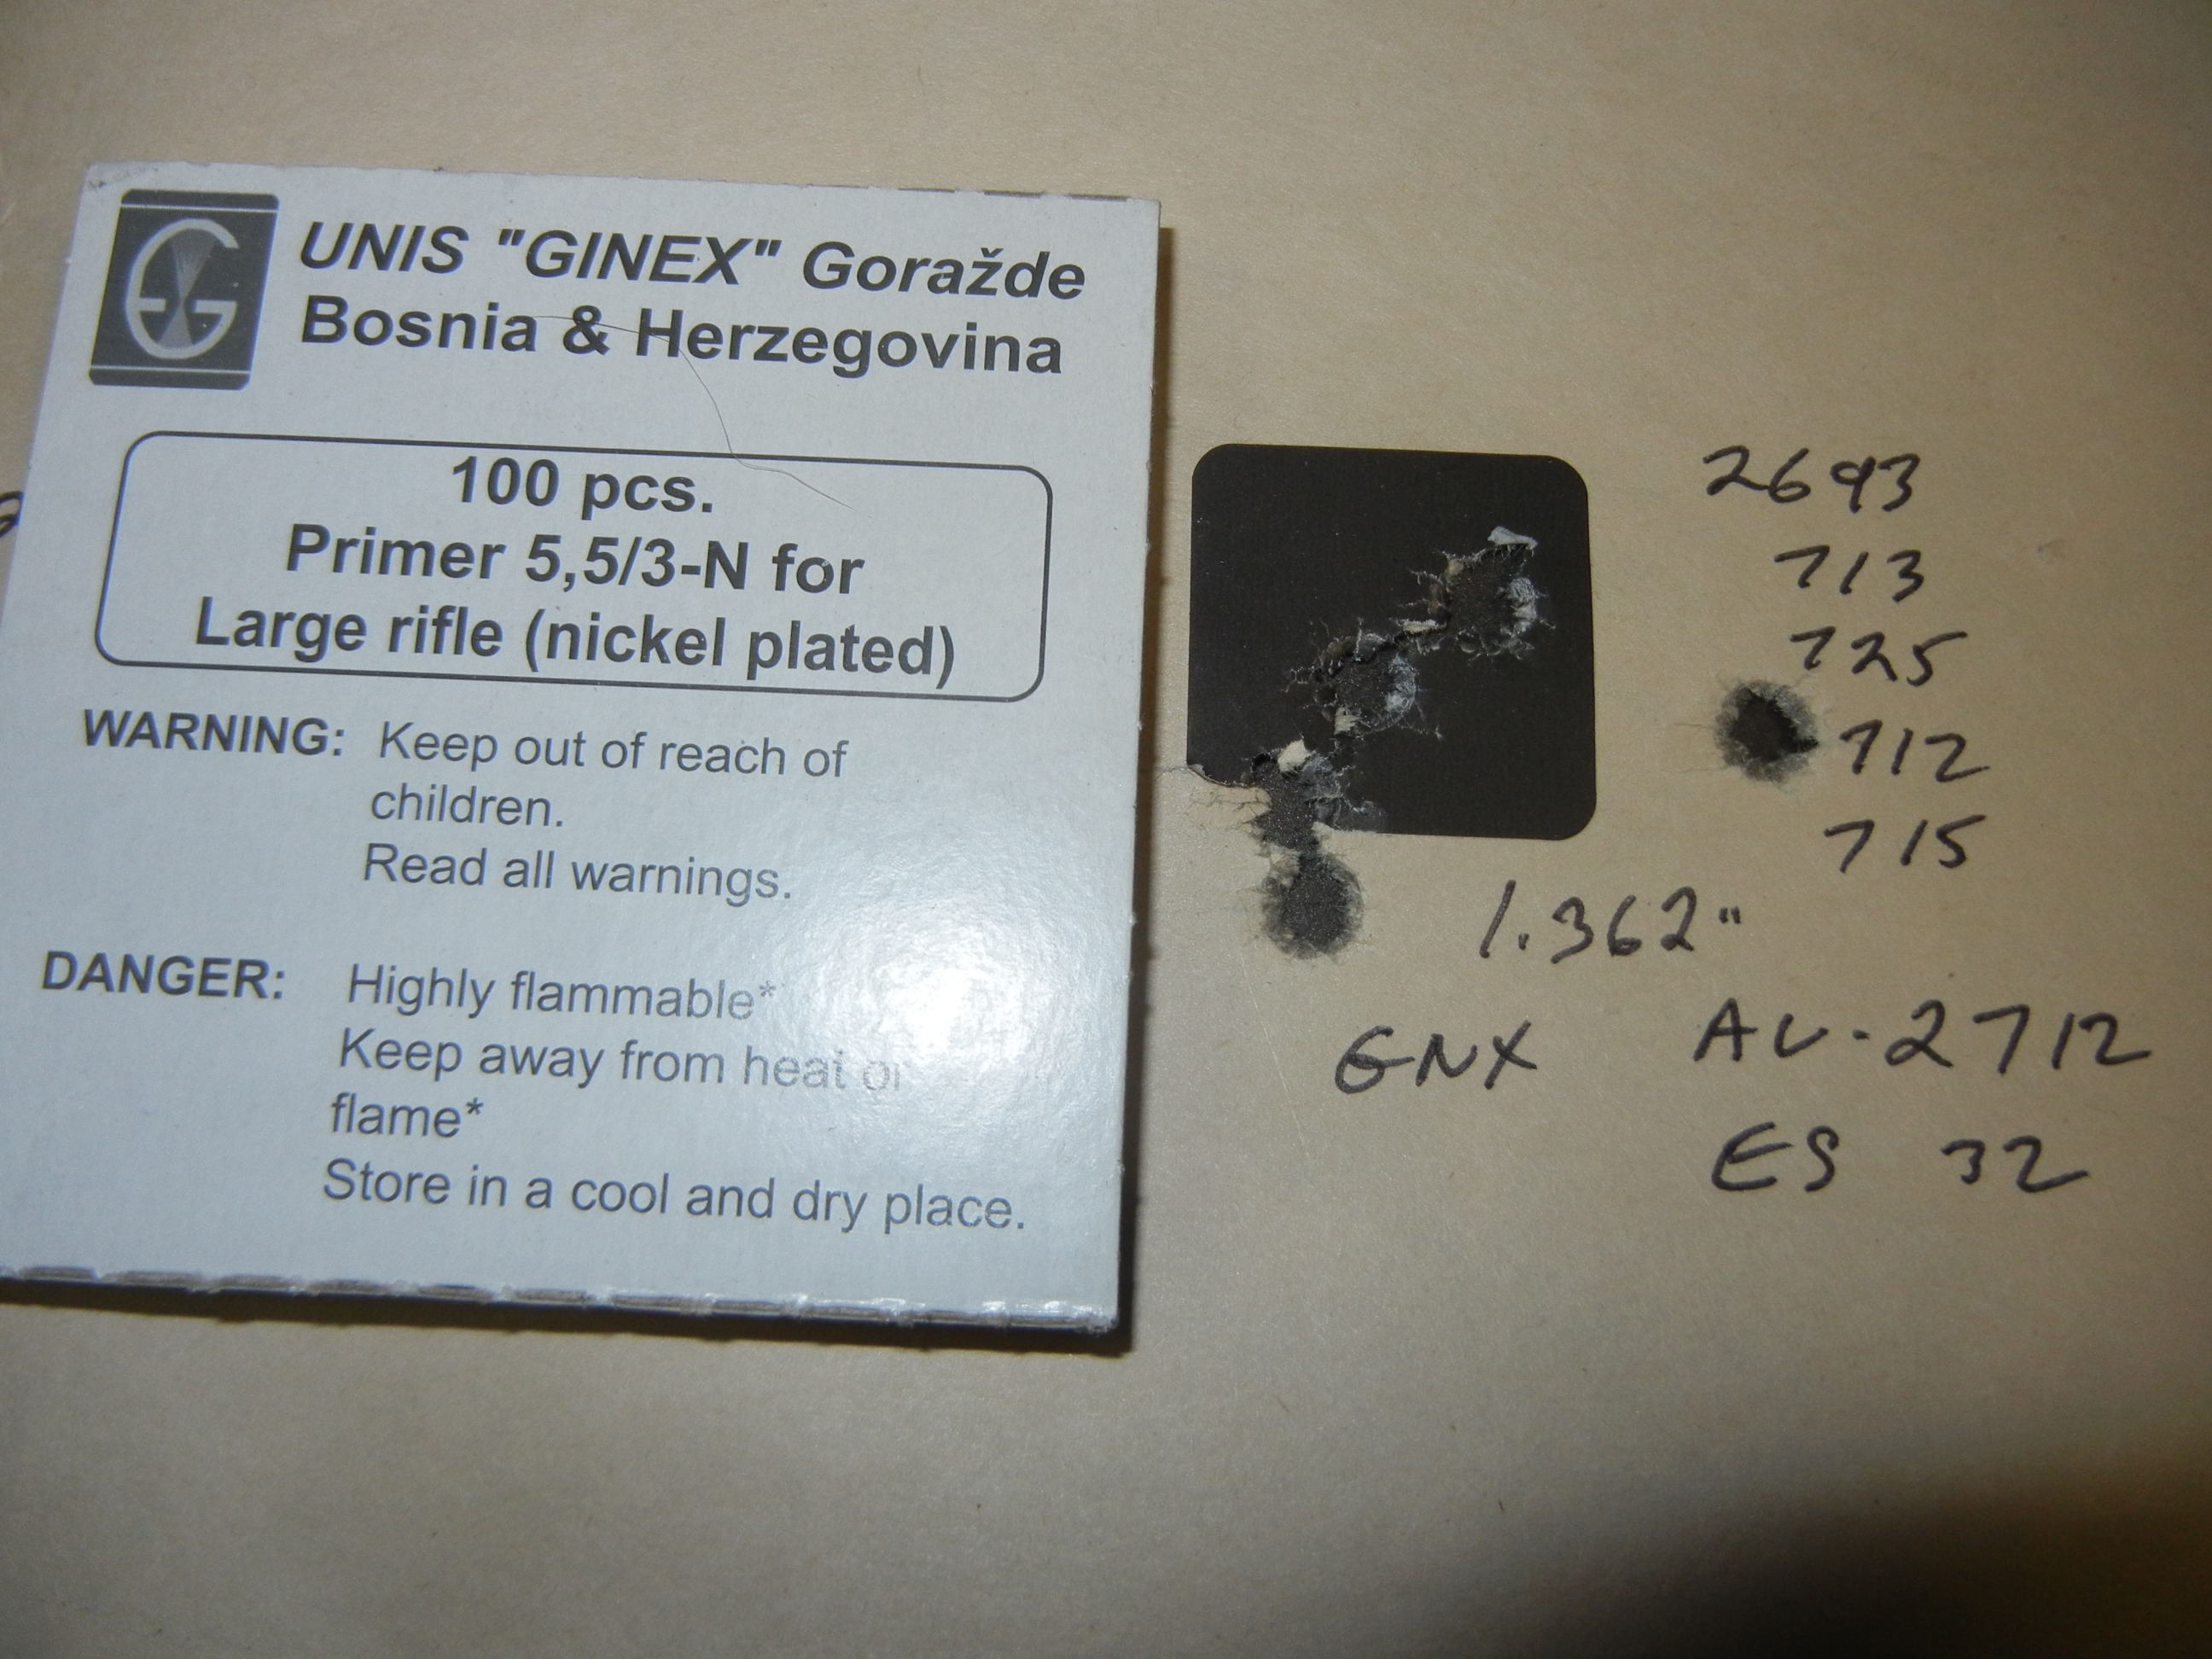 UNIS "GINEX" Goražde
Bosnia & Herzegovina
100 pcs.
Primer 5,5/3-N for
Large rifle (nickel plated)
WARNING: Keep out of reach of
children.
Read all warnings.
DANGER: Highly flammable*
Keep away from heat or
flame*
Store in a cool and dry place.
2693
713
725
712
715
1.362"
GNX
AV-2712
ES 32